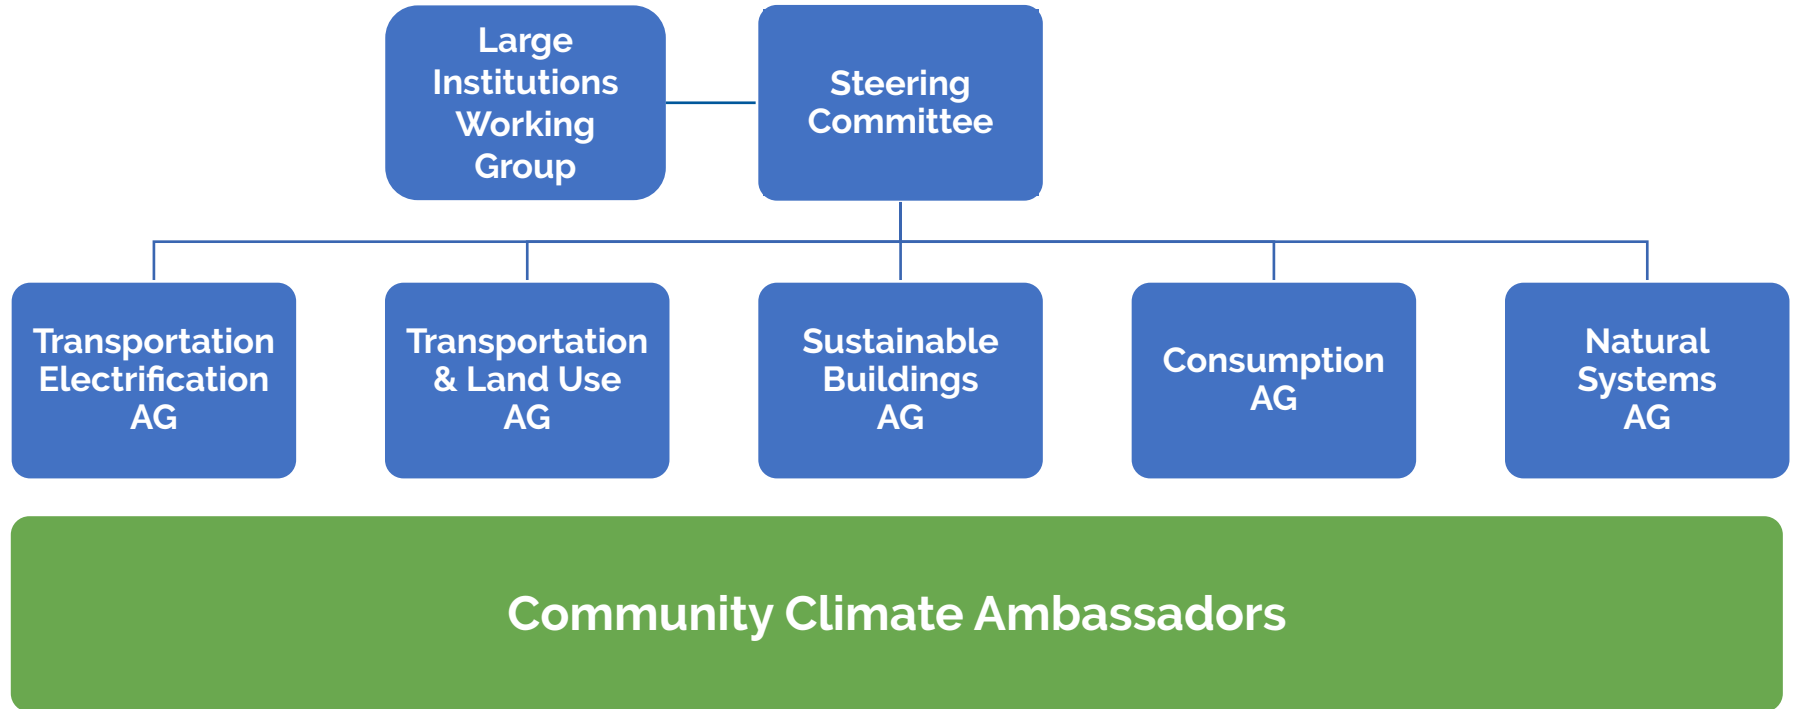 Large
Institutions
Working
Group
Steering
Committee
Transportation
Electrification
AG
Transportation
& Land Use
AG
Sustainable
Buildings
AG
Consumption
AG
Natural
Systems
AG
Community Climate Ambassadors